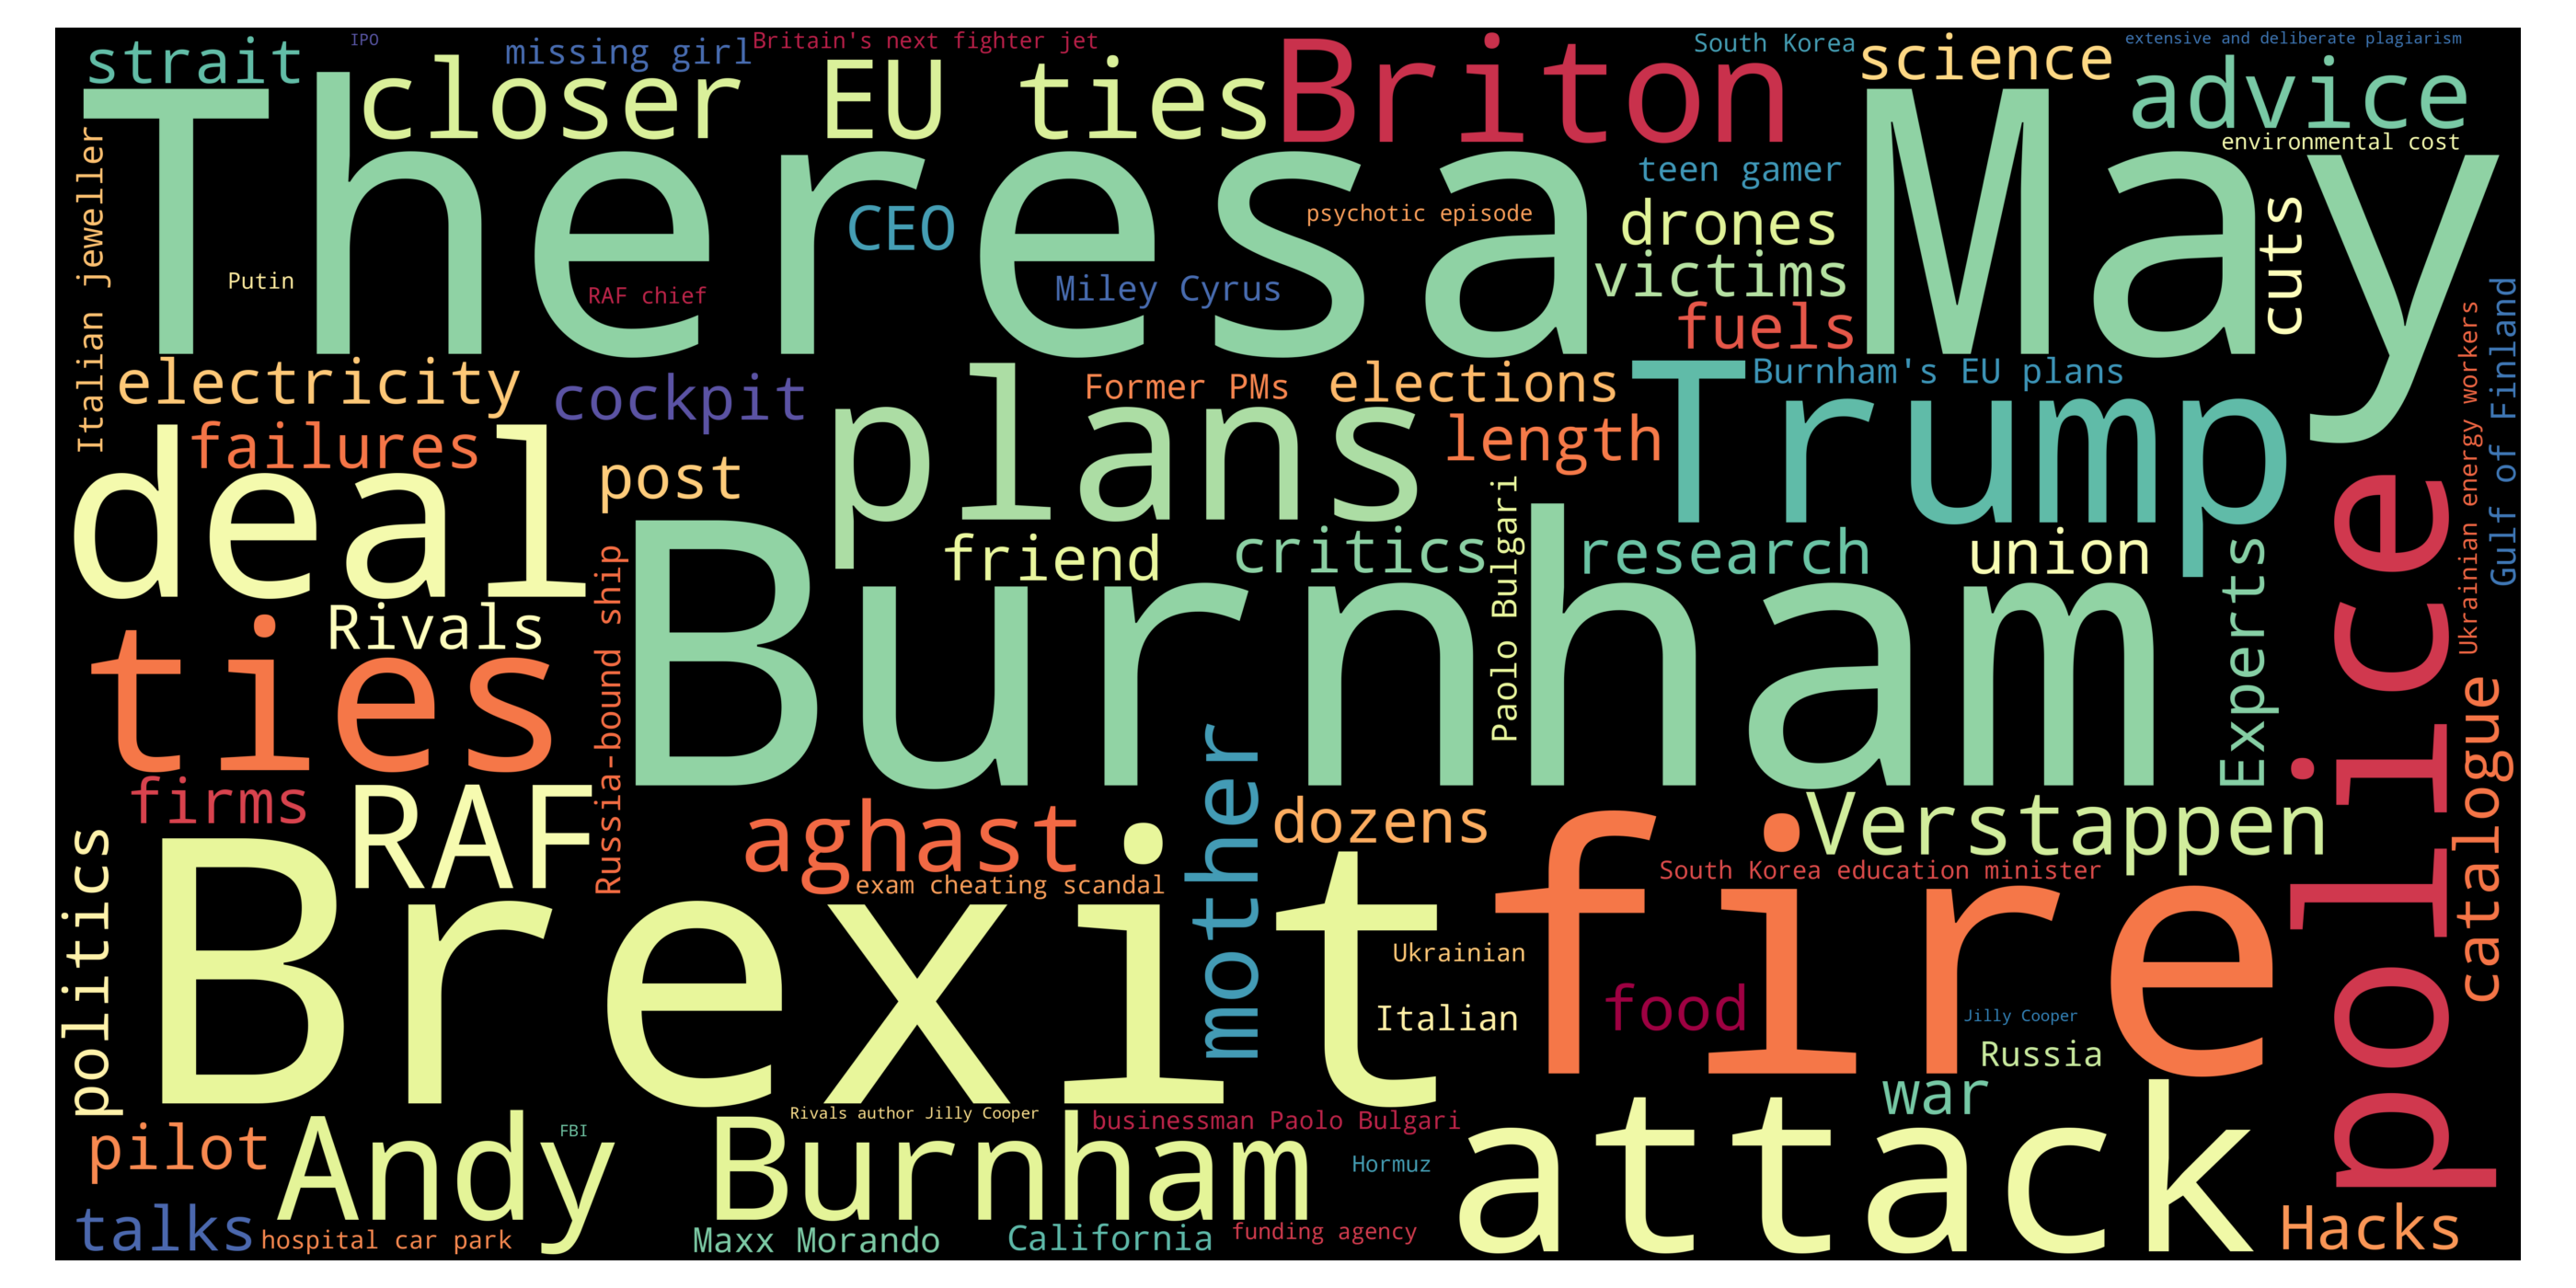 IPO
missing girl
Britain's next fighter jet
South Korea
extensive and deliberate plagiarism
strait
closer EU ties
Briton
science
advice
environmental cost
Theresa May
teen gamer
CEO
psychotic episode
drones
cuts
Italian jeweller
Putin
RAF chief
Miley Cyrus
victims
fuels
Gulf of Finland
Ukrainian energy workers
electricity
cockpit
Former PMs
elections
Burnham's EU plans
failures
plans
length
Trump
deal
post
friend
critics
Paolo Bulgari
research
union
Experts
police
Rivals
Russia-bound ship
Burnham
ties
catalogue
firms
RAF
aghast
mother
dozens
Verstappen
exam cheating scandal
South Korea education minister
politics
Brexit
fire
Ukrainian
Italian
food
Jilly Cooper
Russia
war
pilot
FBI
Andy Burnham
Rivals author Jilly Cooper
businessman Paolo Bulgari
Hormuz
attack
talks
hospital car park
Maxx Morando
California
funding agency
Hacks